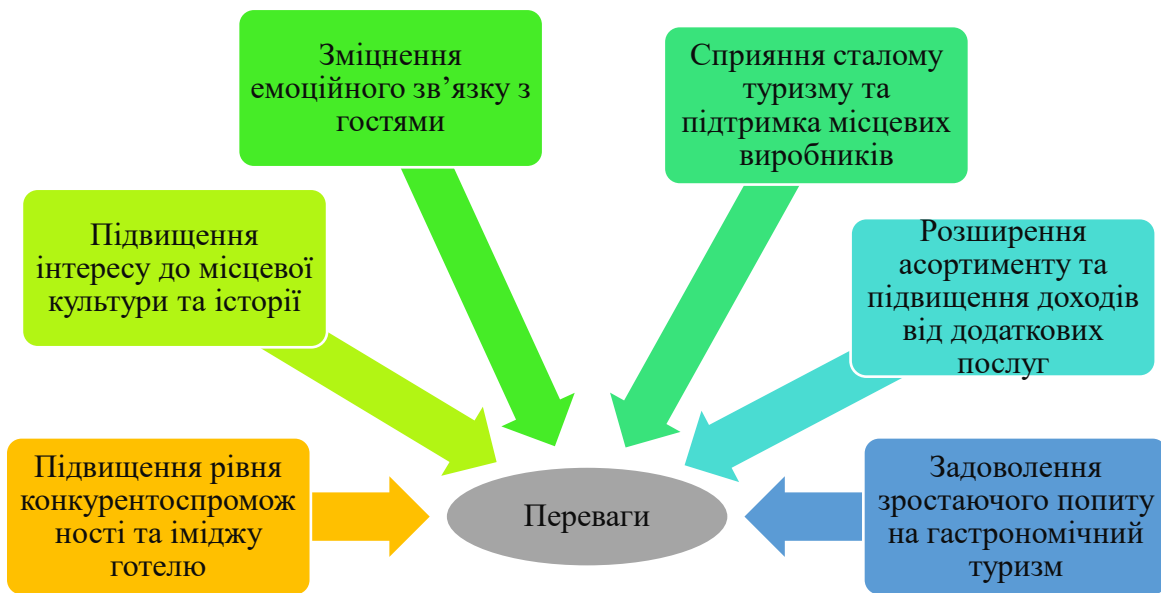 Зміцнення
емоційного зв’язку з
гостями
Сприяння сталому
туризму та
підтримка місцевих
виробників
Підвищення
інтересу до місцевої
культури та історії
Розширення
асортименту та
підвищення доходів
від додаткових
послуг
Підвищення рівня
конкурентоспромож
ності та іміджу
готелю
Переваги
Задоволення
зростаючого попиту
на гастрономічний
туризм